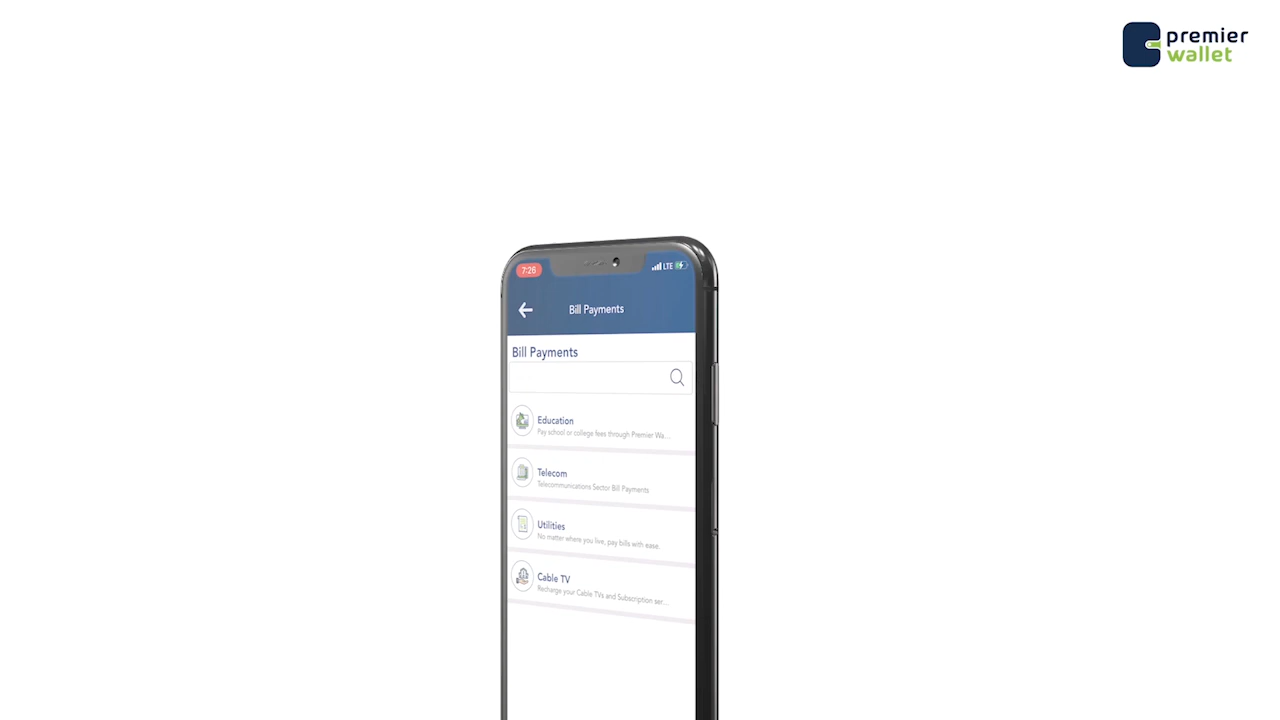 premier
wallet
7:26
LTE
Bill Payments
Bill Payments
Education
Pay school or college fees through Premier Wa...
Telecom
Telecommunications Sector Bill Payments
Utilities
No matter where you live, pay bills with ease.
Cable TV
Recharge your Cable TVs and Subscription ser...